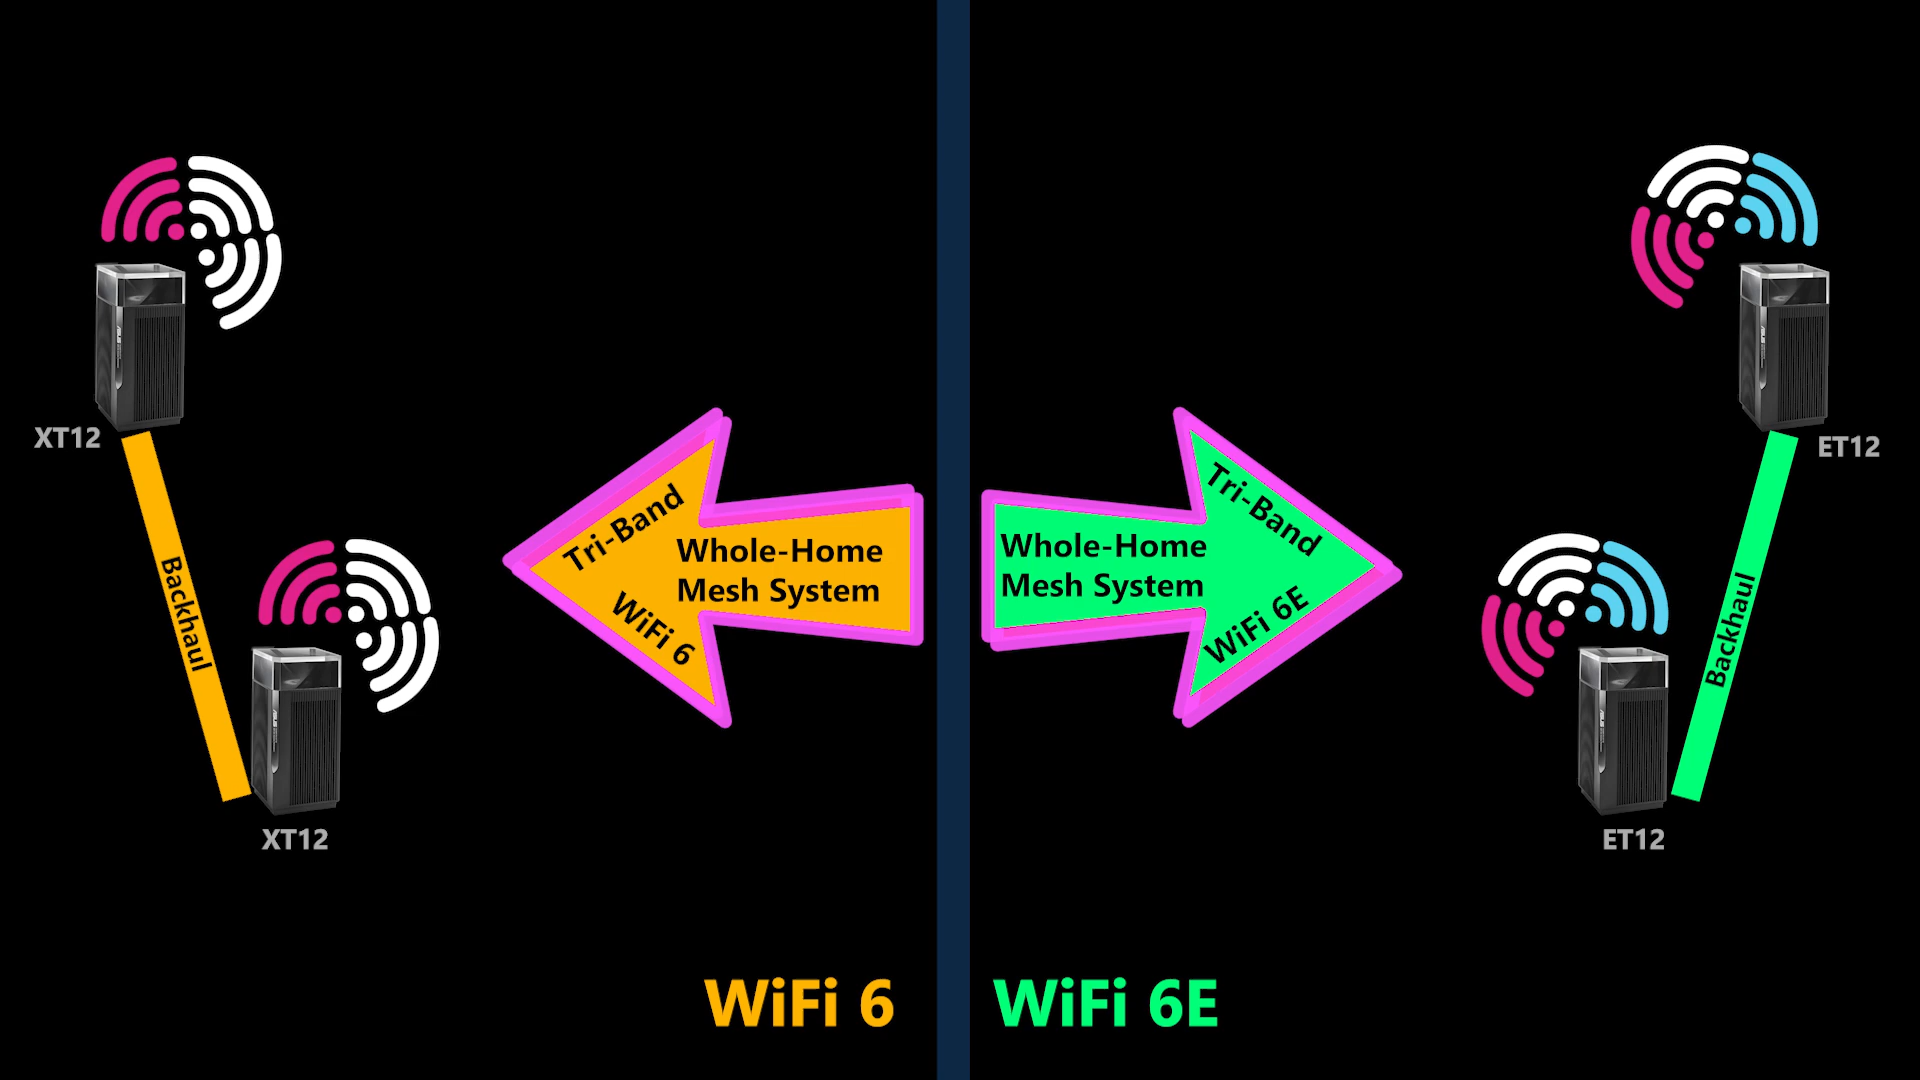 XT12
Backhaul
XT12
Tri-Band
Whole-Home
Mesh System
WiFi 6
Whole-Home
Mesh System
Tri-Band
WiFi 6E
ET12
Backhaul
ET12
WiFi 6
WiFi 6E